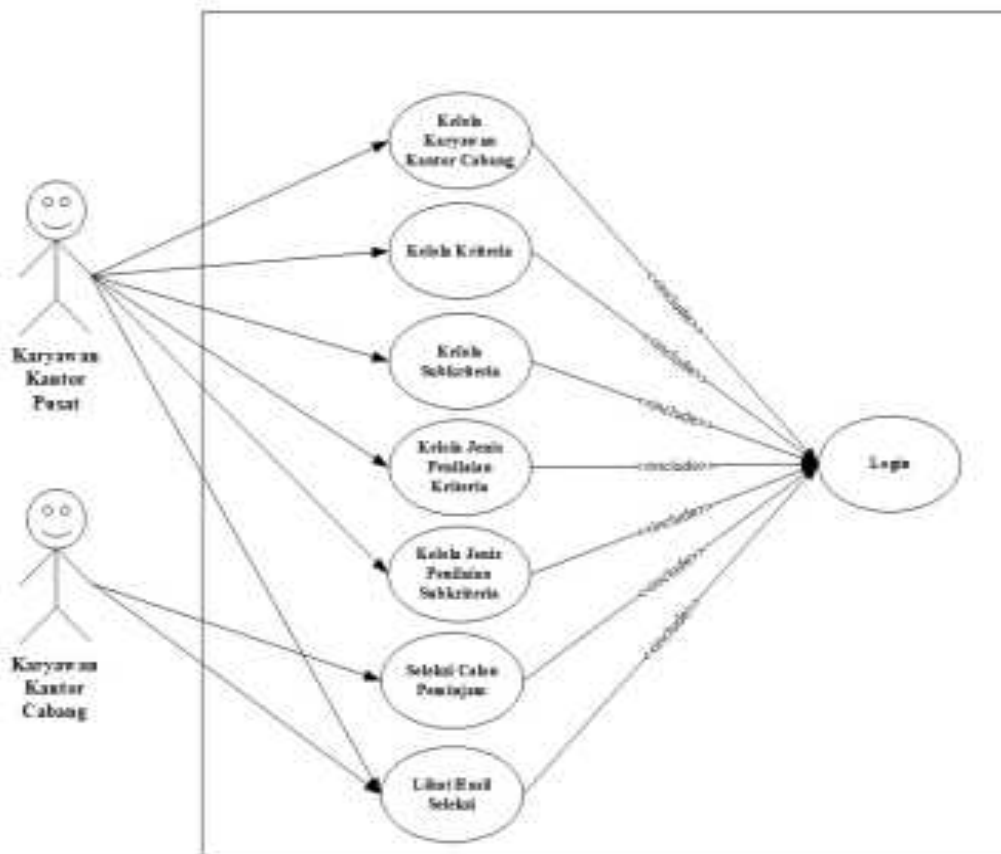 Kelola
Karyawan
Kantor Cabang
Kelola Kriteria
<<include>>
<<include>>
Karyawan
Kantor
Pusat
Kelola
Subkriteria
<<include>>
Kelola Jenis
Penilaian
Kriteria
<<include>>
Login
Kelola Jenis
Penilaian
Subkriteria
<<include>>
<<include>>
Karyawan
Kantor
Cabang
Seleksi Calon
Peminjam
<<include>>
Lihat Hasil
Seleksi